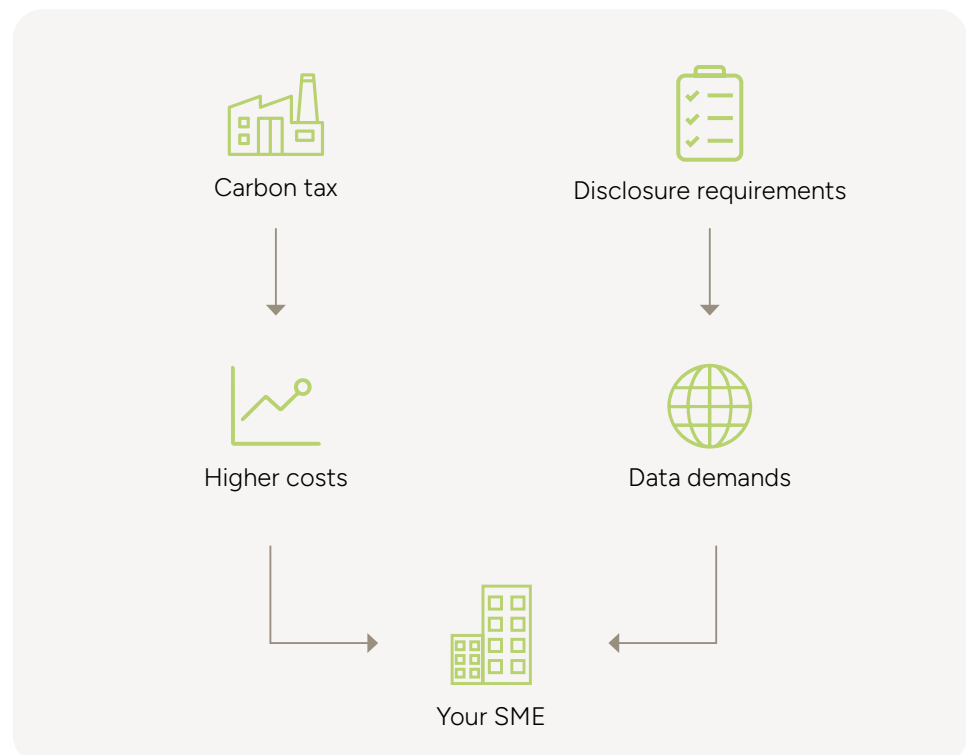 Carbon tax
Disclosure requirements
Higher costs
Data demands
Your SME